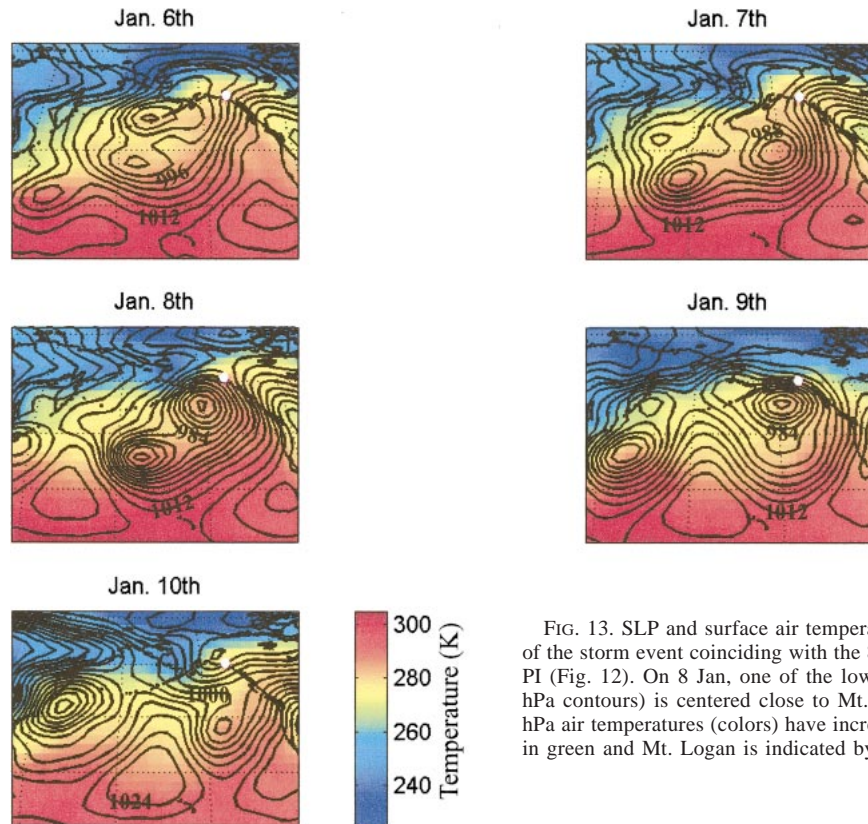 Jan. 6th
Jan. 7th
996
1012
988
1012
Jan. 8th
Jan. 9th
984
1012
984
1012
Jan. 10th
1000
1024
300
280
260
240
Temperature (K)
FIG. 13. SLP and surface air tempera
of the storm event coinciding with the
PI (Fig. 12). On 8 Jan, one of the low
hPa contours) is centered close to Mt.
hPa air temperatures (colors) have incre
in green and Mt. Logan is indicated by